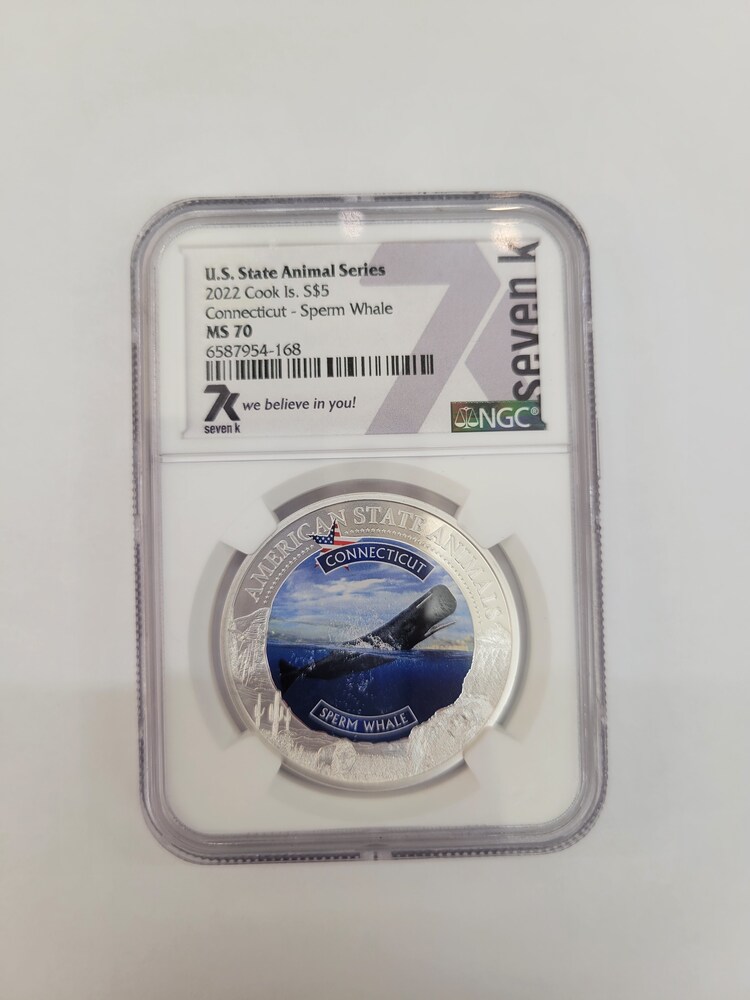 U.S. State Animal Series
2022 Cook Is. S$5
Connecticut - Sperm Whale
MS 70
6587954-168
7k we believe in you!
seven k
7k
seven k
NGC®
AMERICAN STATE ANIMALS
CONNECTICUT
SPERM WHALE